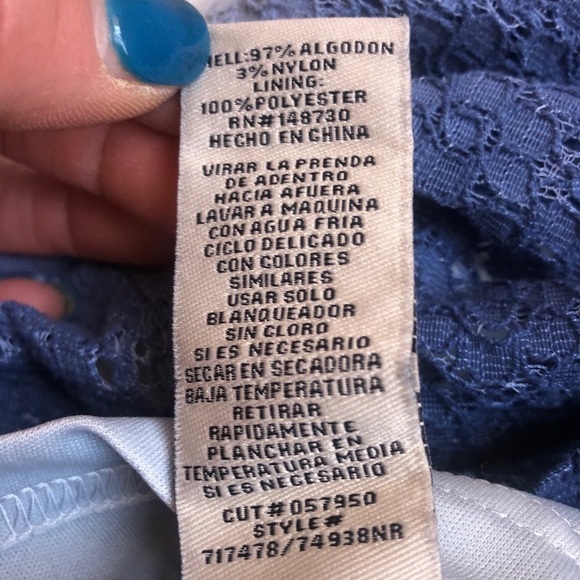 HELL:97% ALGODON
3% NYLON
LINING:
100%POLYESTER
RN#148730
HECHO EN CHINA
VIRAR LA PRENDA
DE ADENTRO
HACIA AFUERA
LAVAR A MAQUINA
CON AGUA FRIA
CICLO DELICADO
CON COLORES
SIMILARES
USAR SOLO
BLANQUEADOR
SIN CLORO
SI ES NECESARIO
SECAR EN SECADORA
BAJA TEMPERATURA
RETIRAR
RAPIDAMENTE
PLANCHAR EN
TEMPERATURA MEDIA
SI ES NECESARIO
CUT#057950
STYLE#
717478/74938NR